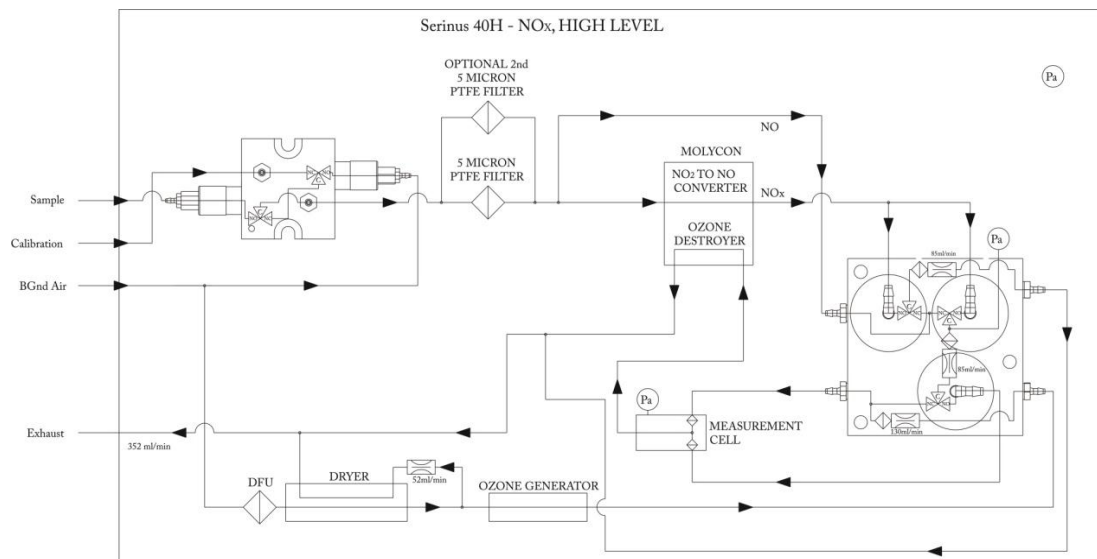 Serinus 40H - NOx, HIGH LEVEL
Pa
OPTIONAL 2nd
5 MICRON
PTFE FILTER
NO
5 MICRON
PTFE FILTER
MOLYCON
NO2 TO NO
CONVERTER
NOx
OZONE
DESTROYER
Sample
Calibration
BGnd Air
Pa
85ml/min
85ml/min
130ml/min
Pa
MEASUREMENT
CELL
Exhaust
352 ml/min
DFU
DRYER
52ml/min
OZONE GENERATOR